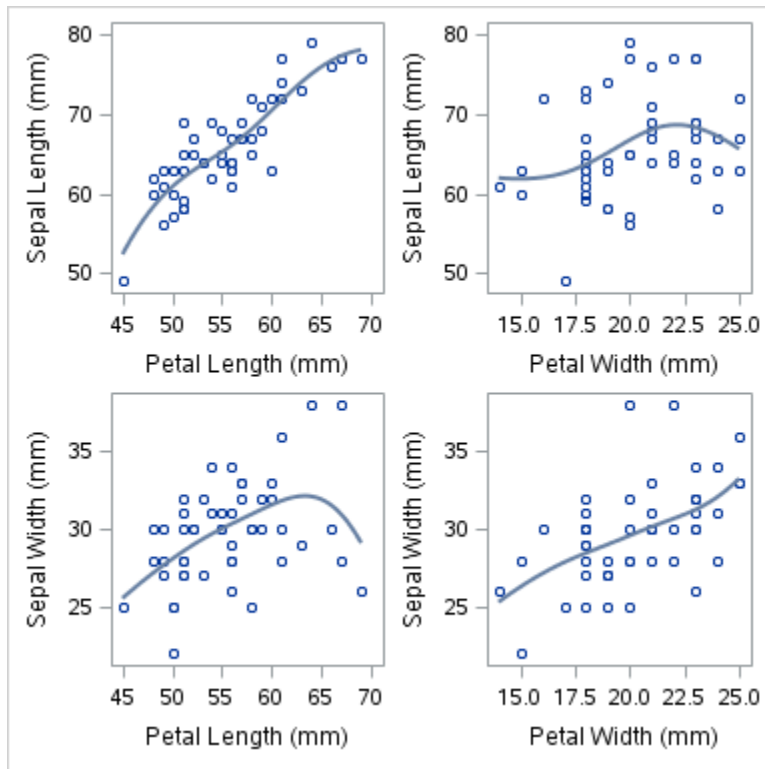 80
70
60
50
Sepal Length (mm)
45 50 55 60 65 70
Petal Length (mm)
80
70
60
50
Sepal Length (mm)
15.0 17.5 20.0 22.5 25.0
Petal Width (mm)
35
30
25
Sepal Width (mm)
45 50 55 60 65 70
Petal Length (mm)
35
30
25
Sepal Width (mm)
15.0 17.5 20.0 22.5 25.0
Petal Width (mm)